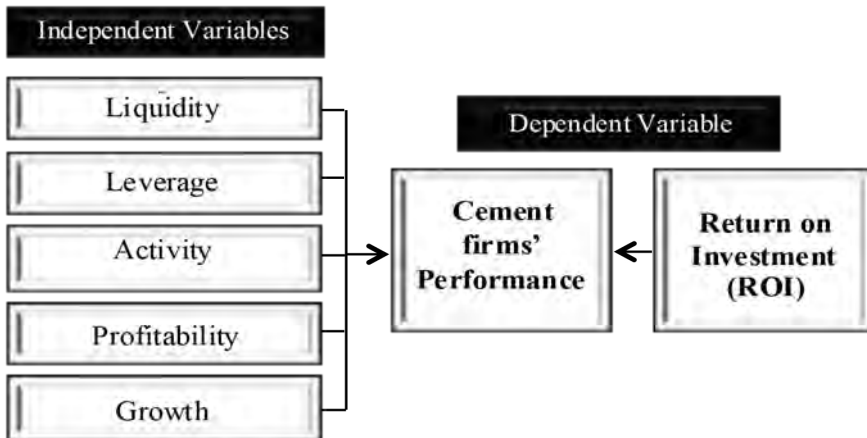 Independent Variables
Liquidity
Leverage
Activity
Profitability
Growth
Dependent Variable
Cement
firms’
Performance
Return on
Investment
(ROI)